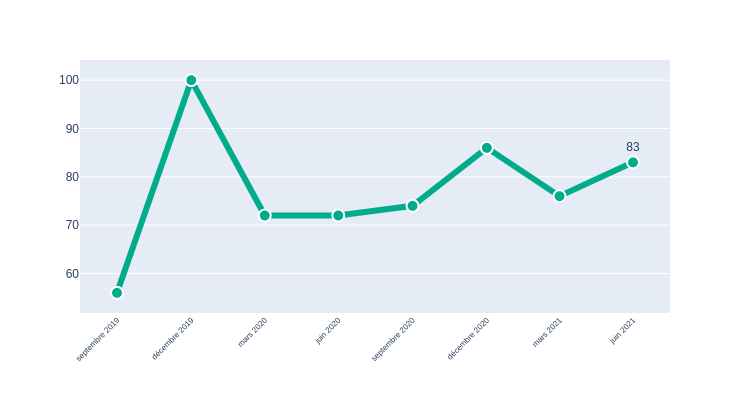 100
90
80
70
60
83
septembre 2019
décembre 2019
mars 2020
juin 2020
septembre 2020
décembre 2020
mars 2021
juin 2021